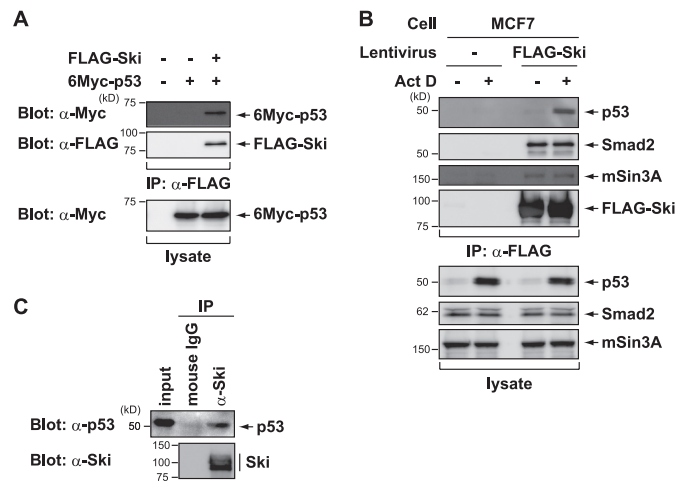 A
FLAG-Ski - - +
6Myc-p53 - + +
(kD)
Blot: α-Myc 75 6Myc-p53
Blot: α-FLAG 100 75 FLAG-Ski
IP: α-FLAG
Blot: α-Myc 75 6Myc-p53
lysate
B
Cell MCF7
Lentivirus - FLAG-Ski
Act D - + - +
(kD)
50 p53
50 Smad2
150 mSin3A
100 75 FLAG-Ski
IP: α-FLAG
50 p53
62 Smad2
150 mSin3A
lysate
C
IP
input mouse IgG α-Ski
(kD)
Blot: α-p53 50 p53
Blot: α-Ski 150 100 75 Ski